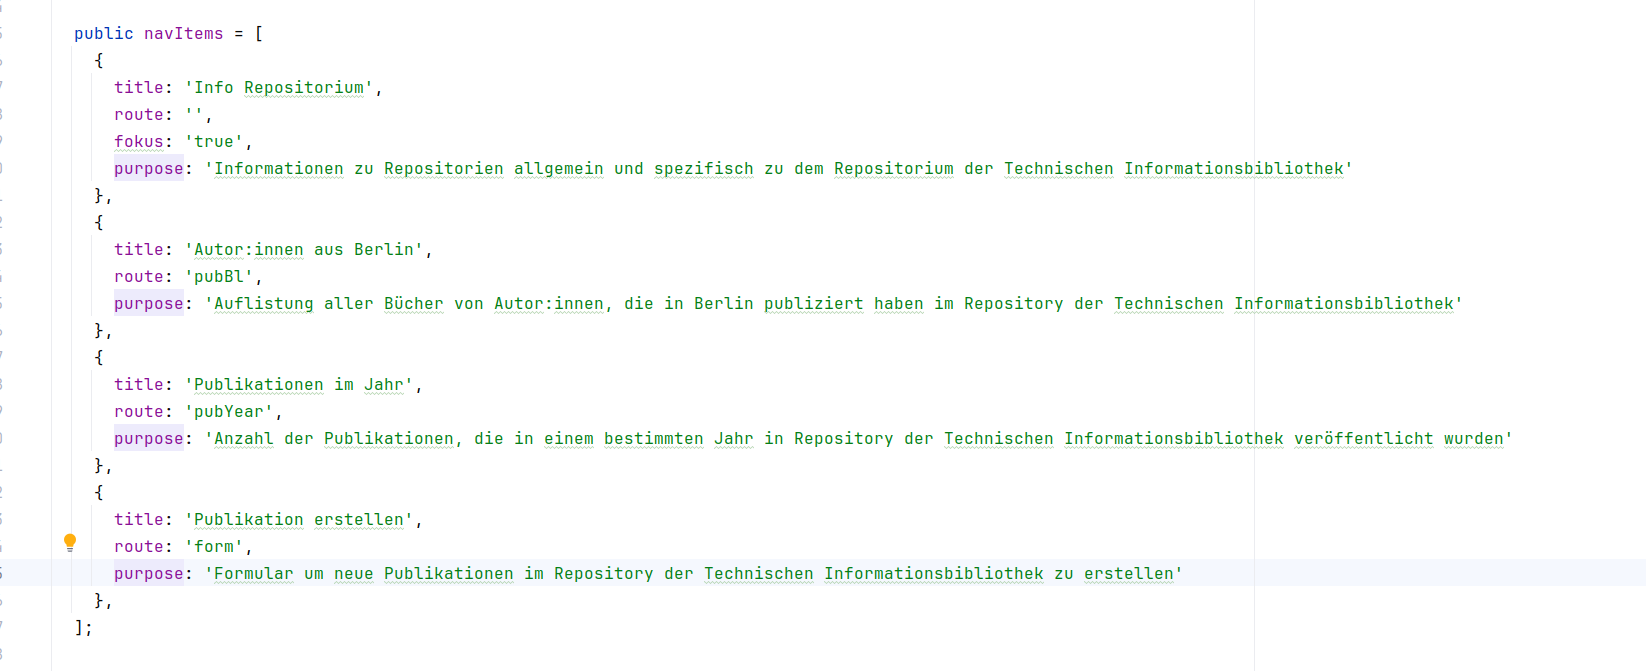 public navItems = [
{
title: 'Info Repositorium',
route: '',
fokus: 'true',
purpose: 'Informationen zu Repositorien allgemein und spezifisch zu dem Repositorium der Technischen Informationsbibliothek'
},
{
title: 'Autor:innen aus Berlin',
route: 'pubBl',
purpose: 'Auflistung aller Bücher von Autor:innen, die in Berlin publiziert haben im Repository der Technischen Informationsbibliothek'
},
{
title: 'Publikationen im Jahr',
route: 'pubYear',
purpose: 'Anzahl der Publikationen, die in einem bestimmten Jahr in Repository der Technischen Informationsbibliothek veröffentlicht wurden'
},
{
title: 'Publikation erstellen',
route: 'form',
purpose: 'Formular um neue Publikationen im Repository der Technischen Informationsbibliothek zu erstellen'
},
];